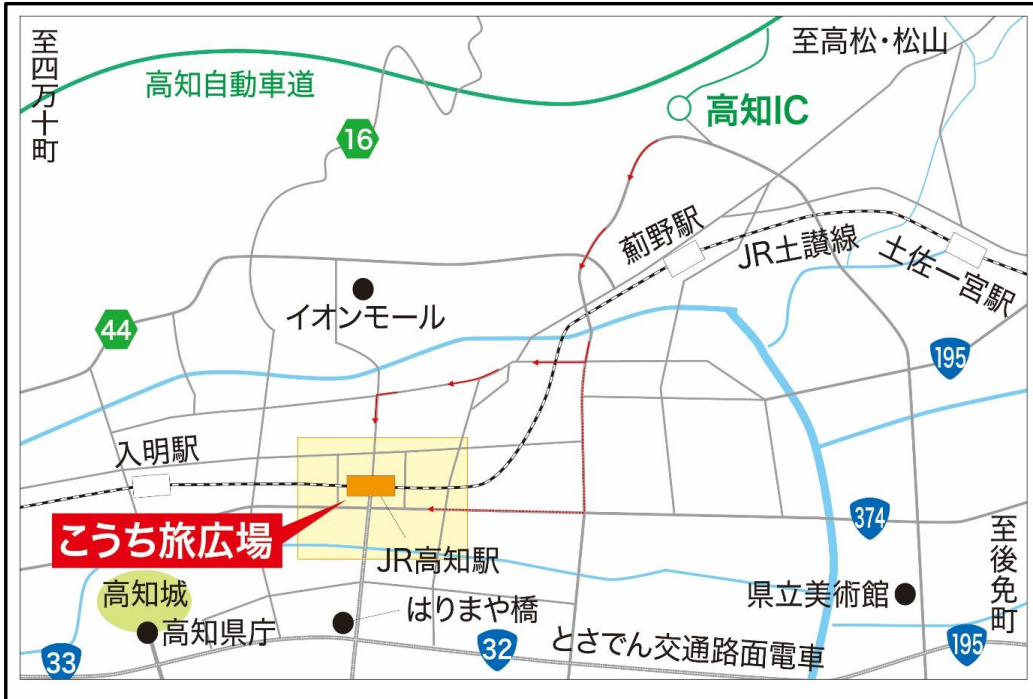 至四万十町
高知自動車道
至高松・松山
16
高知IC
薊野駅
JR土讃線
土佐一宮駅
イオンモール
44
195
入明駅
こうち旅広場
JR高知駅
374
至後免町
高知城
高知県庁
はりまや橋
県立美術館
33
32
とさでん交通路面電車
195